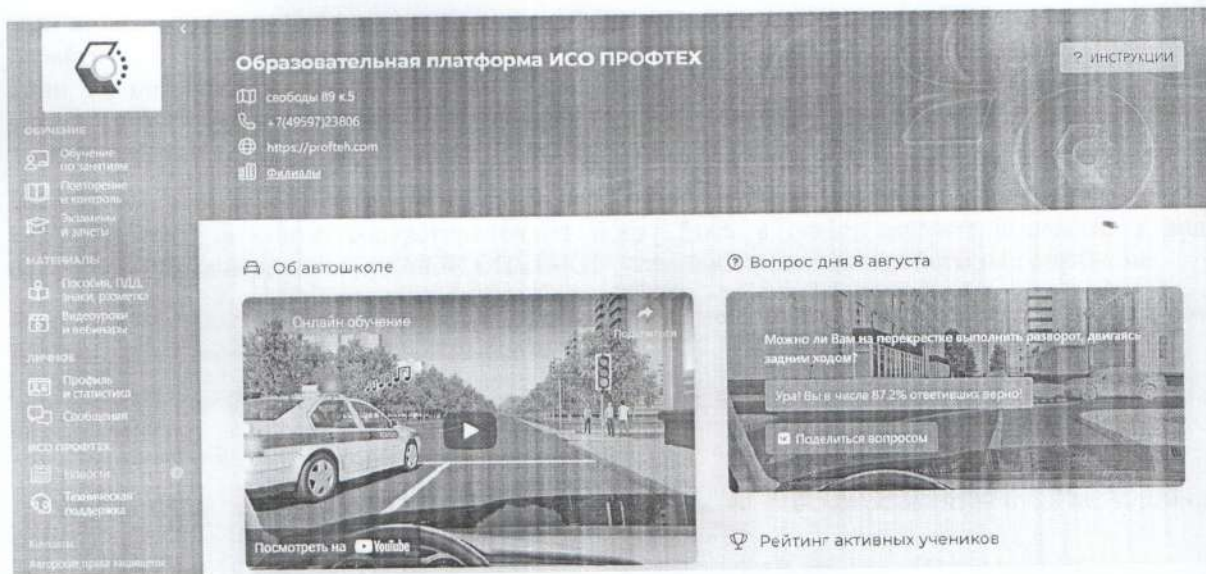 Образовательная платформа ИСО ПРОФТЕХ
? ИНСТРУКЦИИ
свободы 89 к.5
+7(49597)23806
https://profteh.com
Филиалы
ОБУЧЕНИЕ
Обучение
по занятиям
Повторение
и контроль
Экзамены
и зачеты
МАТЕРИАЛЫ
Пособия, ПДД,
знаки, разметка
Видеоуроки
и вебинары
ЛИЧНОЕ
Профиль
и статистика
Сообщения
ИСО ПРОФТЕХ
Новости
Техническая
поддержка
Авторские права защищены
Об автошколе
Онлайн обучение
Поделиться
Посмотреть на YouTube
Вопрос дня 8 августа
Можно ли Вам на перекрестке выполнить разворот, двигаясь
задним ходом?
Ура! Вы в числе 87.2% ответивших верно!
Поделиться вопросом
Рейтинг активных учеников